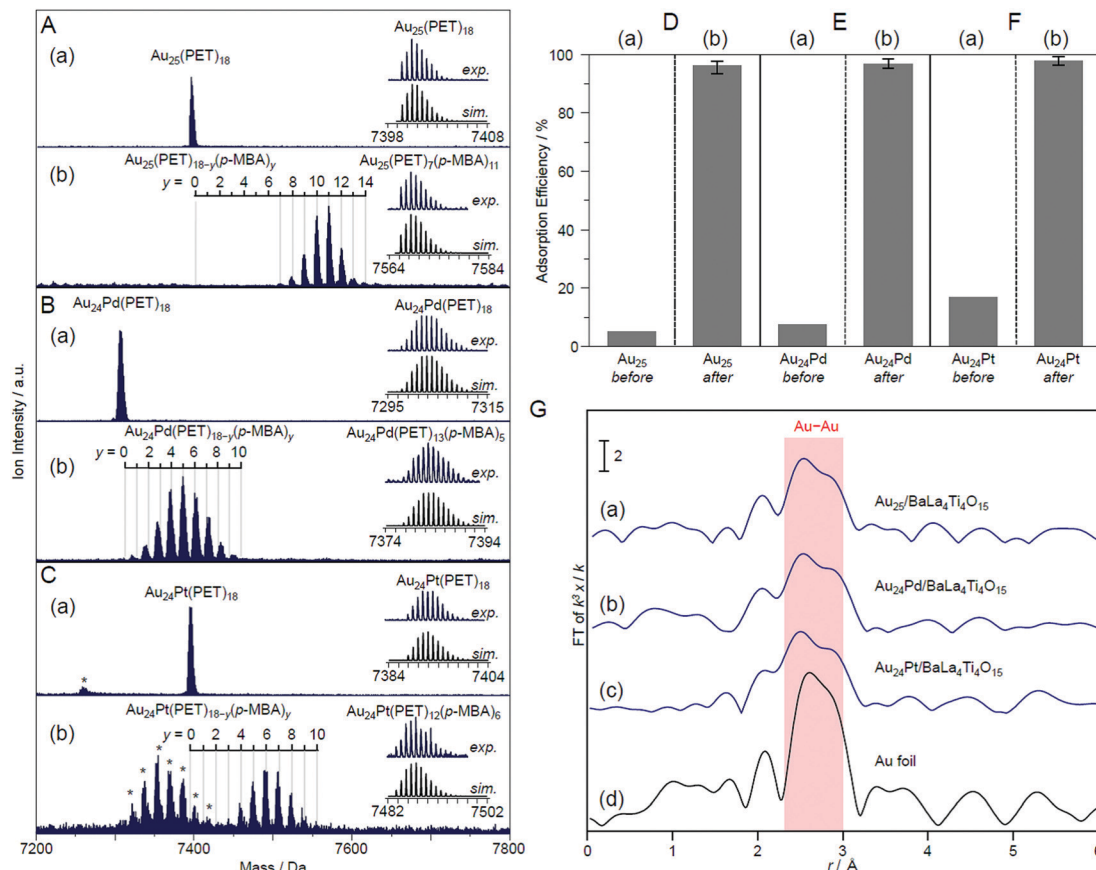 A
(a)
Au25(PET)18
Au25(PET)18
exp.
sim.
7398 7408
(b)
Au25(PET)18−y(p-MBA)y
y = 0 2 4 6 8 10 12 14
Au25(PET)7(p-MBA)11
exp.
sim.
7564 7584
B
(a)
Au24Pd(PET)18
Au24Pd(PET)18
exp.
sim.
7295 7315
(b)
Au24Pd(PET)18−y(p-MBA)y
y = 0 2 4 6 8 10
Au24Pd(PET)13(p-MBA)5
exp.
sim.
7374 7394
C
(a)
Au24Pt(PET)18
*
Au24Pt(PET)18
exp.
sim.
7384 7404
(b)
Au24Pt(PET)18−y(p-MBA)y
y = 0 2 4 6 8 10
* * * * * * *
Au24Pt(PET)12(p-MBA)6
exp.
sim.
7482 7502
7200 7400 7600 7800
Mass / Da
Ion Intensity / a.u.
D E F
(a) (b) (a) (b) (a) (b)
100
80
60
40
20
0
Adsorption Efficiency / %
Au25 Au25 Au24Pd Au24Pd Au24Pt Au24Pt
before after before after before after
G
Au−Au
2
(a)
Au25/BaLa4Ti4O15
(b)
Au24Pd/BaLa4Ti4O15
(c)
Au24Pt/BaLa4Ti4O15
(d)
Au foil
FT of k3 x / k
0 1 2 3 4 5 6
r / Å